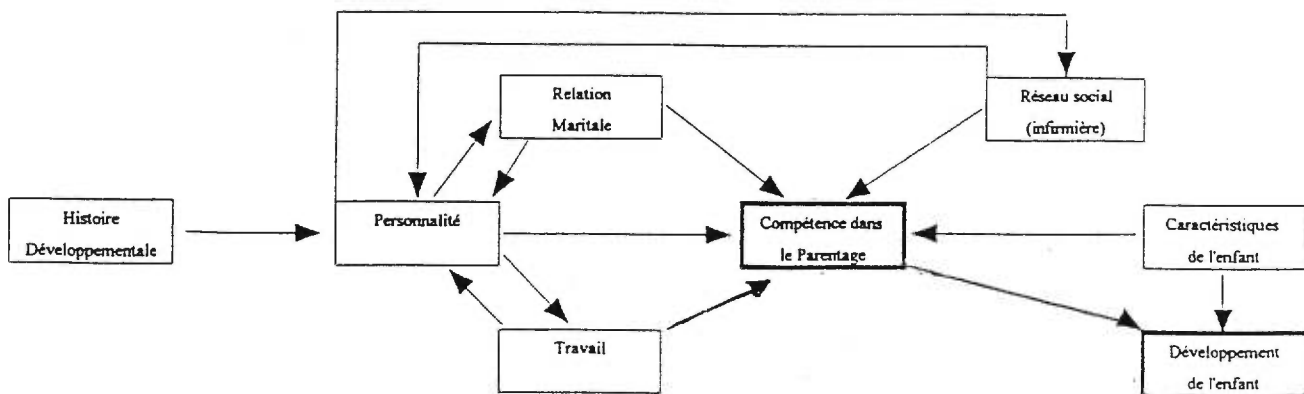 Relation
Maritale
Réseau social
(infirmière)
Histoire
Développementale
Personnalité
Compétence dans
le Parentage
Caractéristiques
de l'enfant
Travail
Développement
de l'enfant